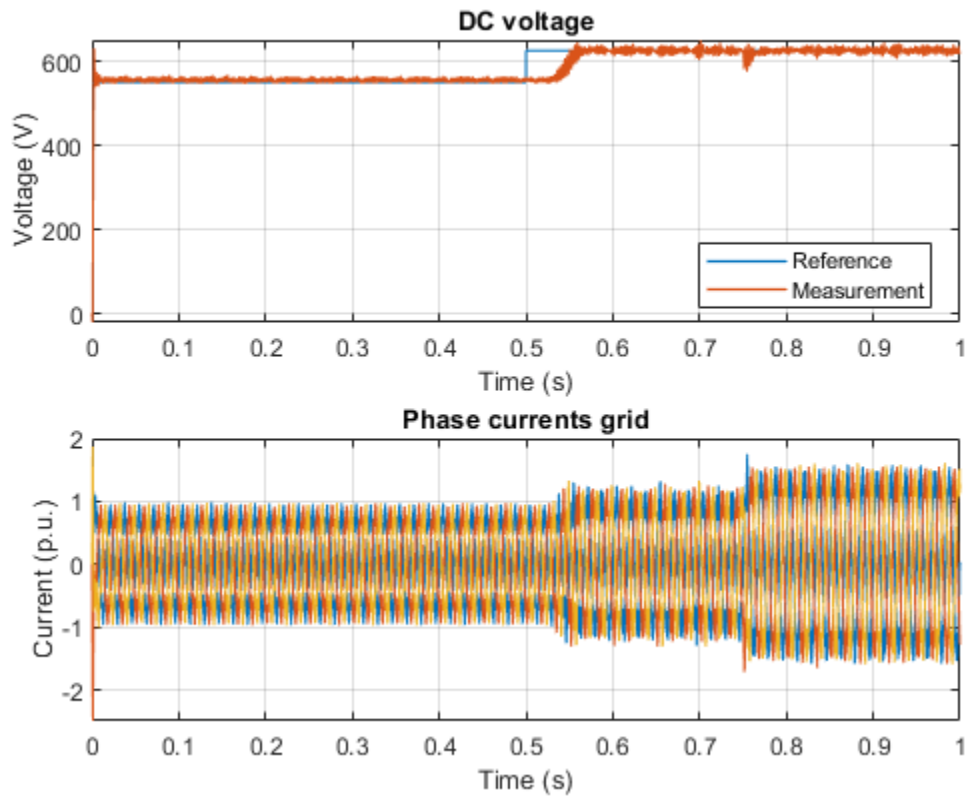 DC voltage
Voltage (V)
600
400
200
0
Reference
Measurement
0 0.1 0.2 0.3 0.4 0.5 0.6 0.7 0.8 0.9 1
Time (s)
Phase currents grid
Current (p.u.)
2
1
0
-1
-2
0 0.1 0.2 0.3 0.4 0.5 0.6 0.7 0.8 0.9 1
Time (s)